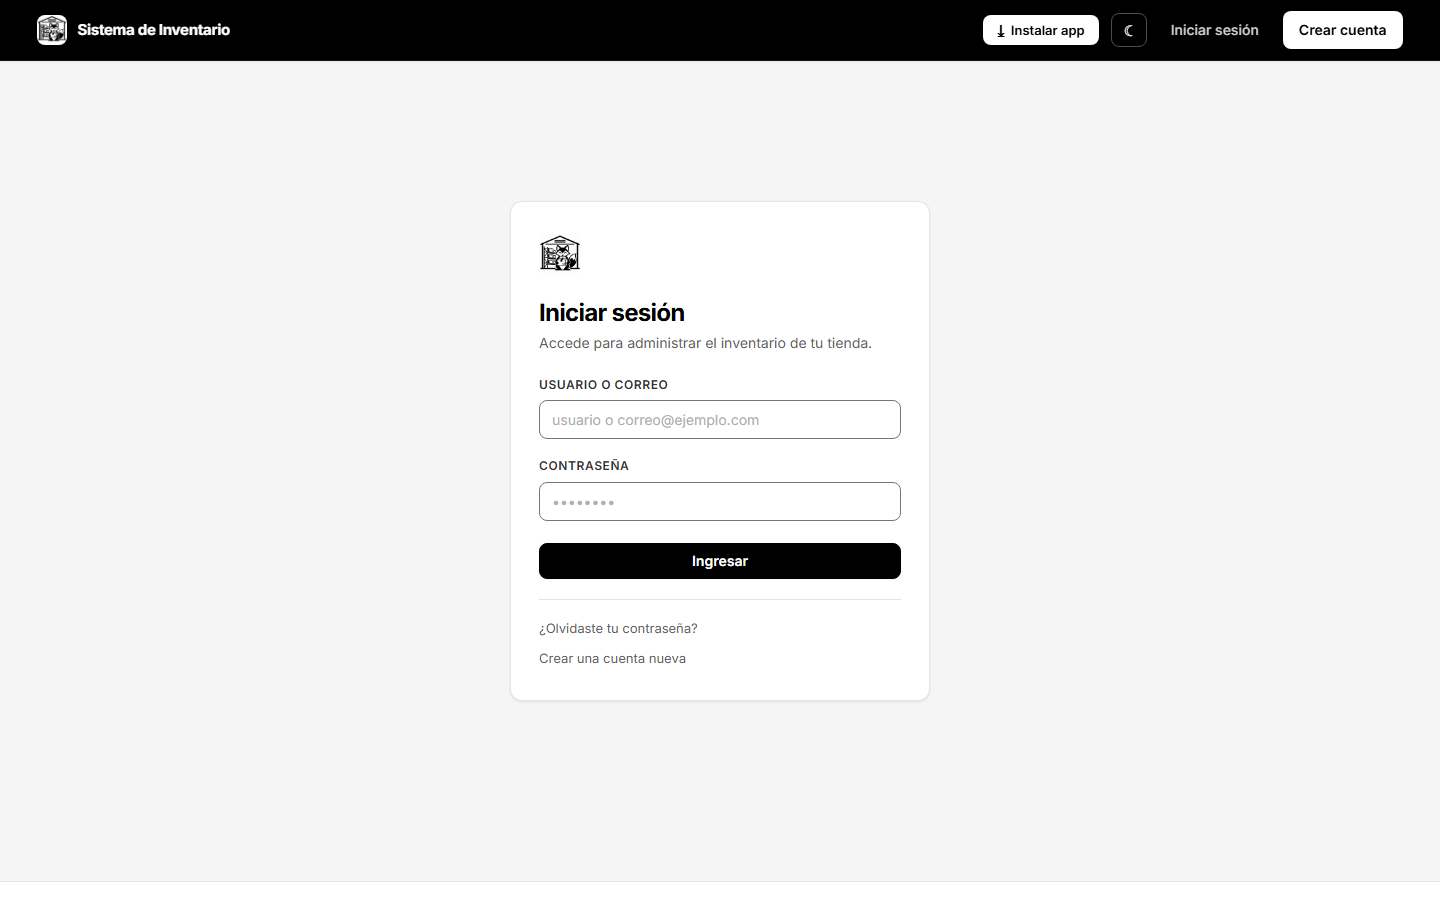 Sistema de Inventario
Instalar app
Iniciar sesión
Crear cuenta
Iniciar sesión
Accede para administrar el inventario de tu tienda.
USUARIO O CORREO
usuario o correo@ejemplo.com
CONTRASEÑA
••••••••
Ingresar
¿Olvidaste tu contraseña?
Crear una cuenta nueva